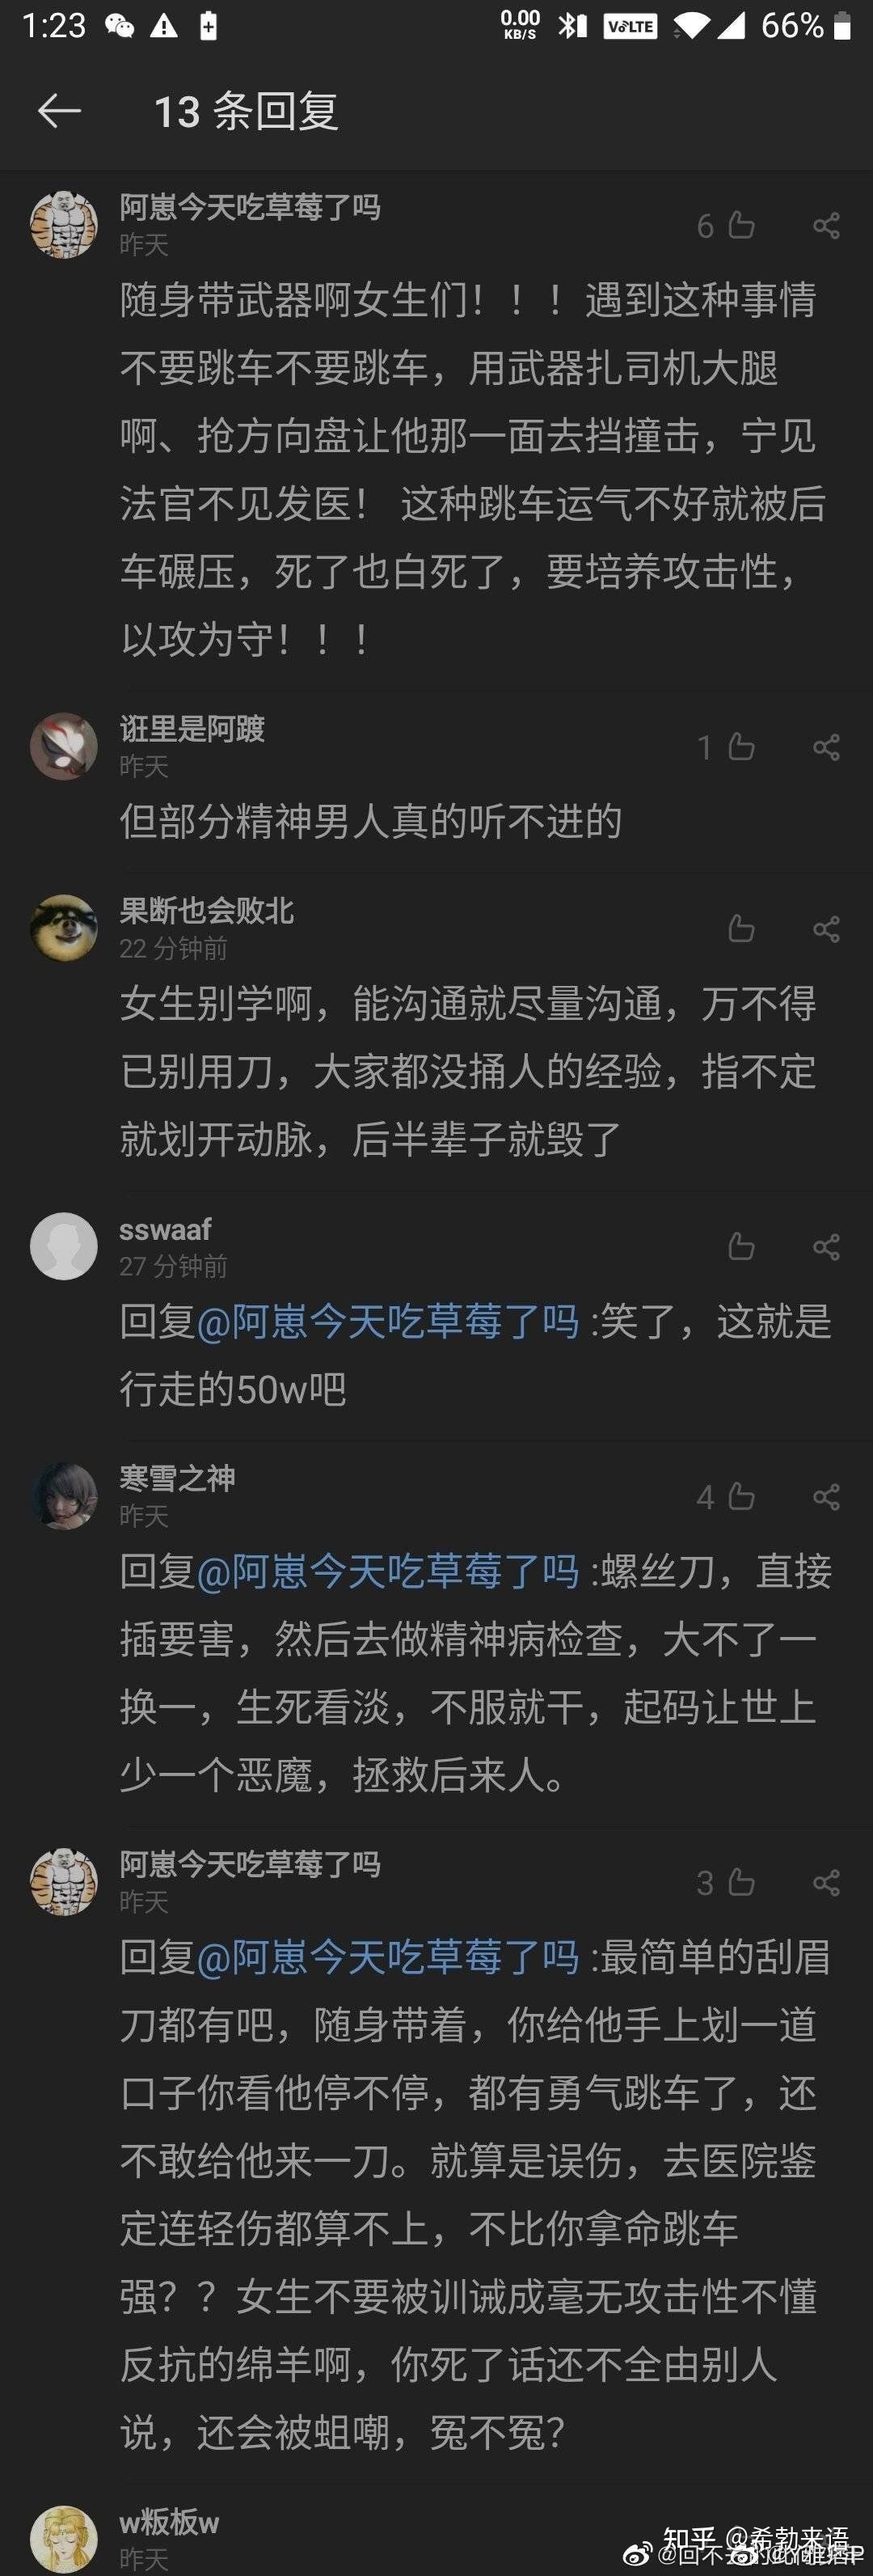 1:23
0.00
KB/S
VoLTE
66%
13 条回复
阿崽今天吃草莓了吗
昨天
6
随身带武器啊女生们！！！遇到这种事情
不要跳车不要跳车，用武器扎司机大腿
啊、抢方向盘让他那一面去挡撞击，宁见
法官不见发医！ 这种跳车运气不好就被后
车碾压，死了也白死了，要培养攻击性，
以攻为守！！！
诳里是阿踱
昨天
1
但部分精神男人真的听不进的
果断也会败北
22 分钟前
女生别学啊，能沟通就尽量沟通，万不得
已别用刀，大家都没捅人的经验，指不定
就划开动脉，后半辈子就毁了
sswaaf
27 分钟前
回复@阿崽今天吃草莓了吗 :笑了，这就是
行走的50w吧
寒雪之神
昨天
4
回复@阿崽今天吃草莓了吗 :螺丝刀，直接
插要害，然后去做精神病检查，大不了一
换一，生死看淡，不服就干，起码让世上
少一个恶魔，拯救后来人。
阿崽今天吃草莓了吗
昨天
3
回复@阿崽今天吃草莓了吗 :最简单的刮眉
刀都有吧，随身带着，你给他手上划一道
口子你看他停不停，都有勇气跳车了，还
不敢给他来一刀。就算是误伤，去医院鉴
定连轻伤都算不上，不比你拿命跳车
强？？女生不要被训诫成毫无攻击性不懂
反抗的绵羊啊，你死了话还不全由别人
说，还会被蛆嘲，冤不冤？
w粄板w
昨天
知乎 @希勃来语